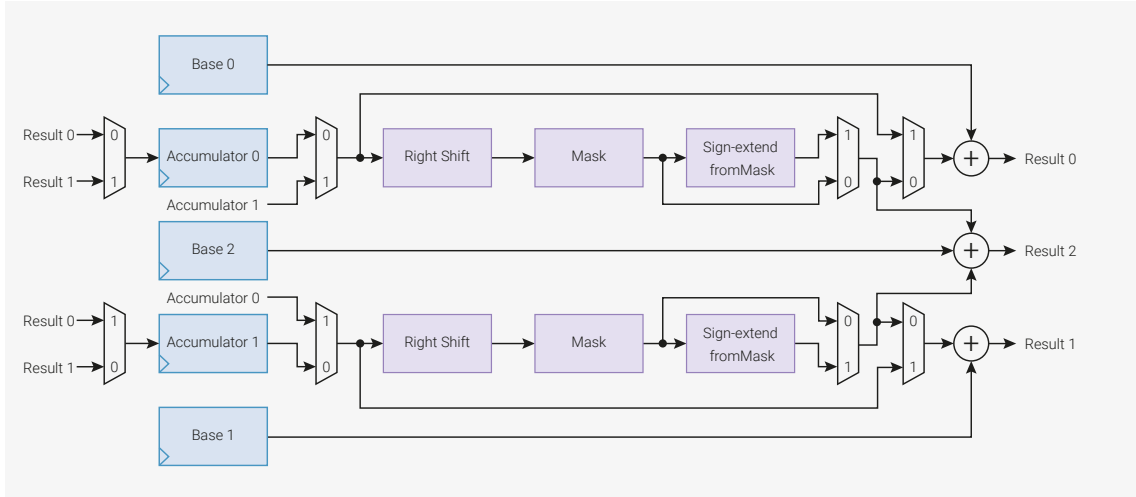 Base 0
Result 0
0
Result 1
1
Accumulator 0
0
1
Accumulator 1
Right Shift
Mask
Sign-extend
fromMask
1
0
1
0
+
Result 0
Base 2
+
Result 2
Accumulator 0
Result 0
1
Result 1
0
Accumulator 1
1
0
Right Shift
Mask
Sign-extend
fromMask
0
1
0
1
+
Result 1
Base 1